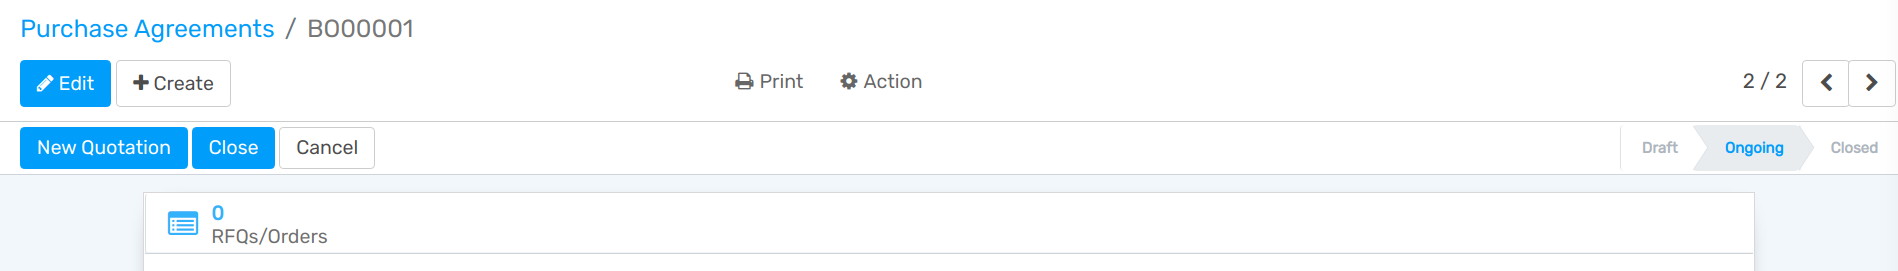 Purchase Agreements / BO00001
Edit Create Print Action 2 / 2
New Quotation Close Cancel Draft Ongoing Closed
0
RFQs/Orders